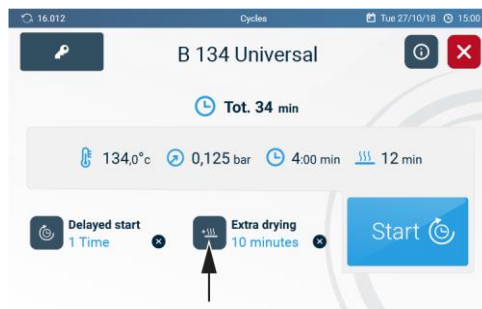 16.012 Cycles Tue 27/10/18 15:00
B 134 Universal
Tot. 34 min
134,0°c 0,125 bar 4:00 min 12 min
Delayed start
1 Time
Extra drying
10 minutes
Start